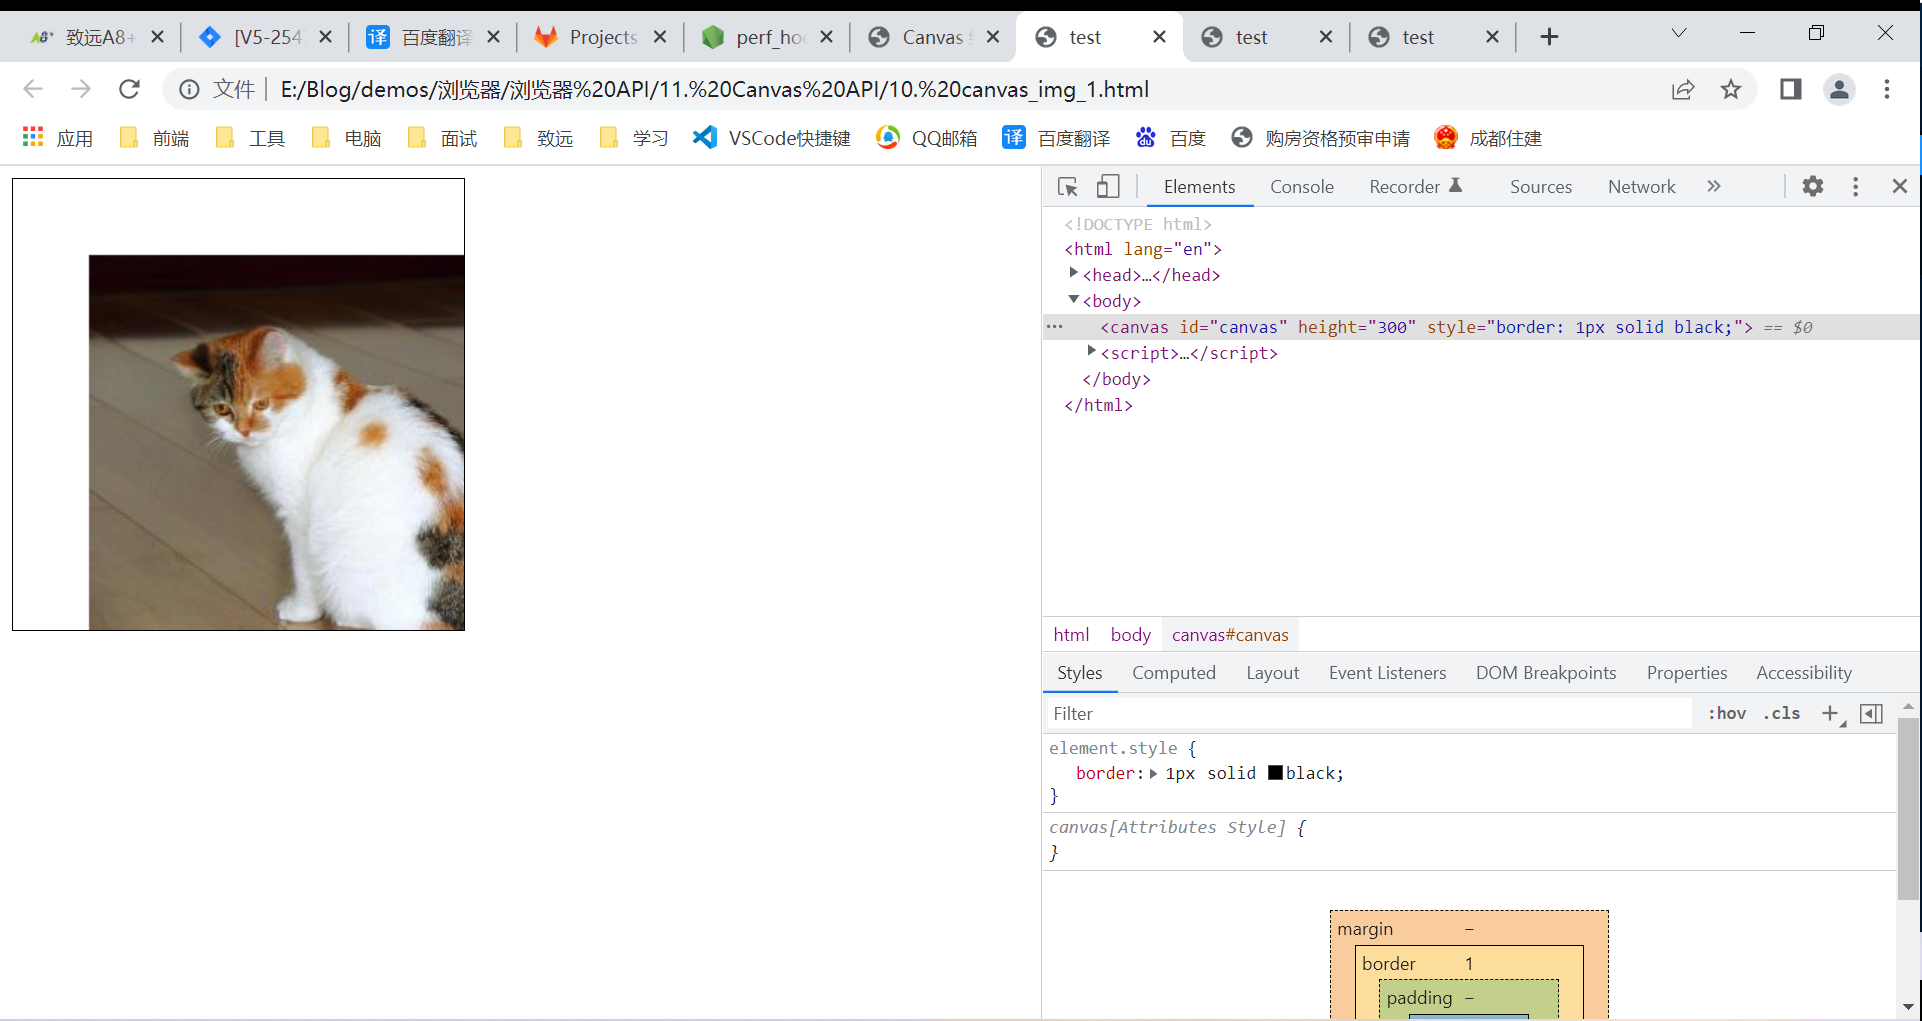 致远A8+ [V5-254 百度翻译 Projects perf_hoo Canvas test test test
文件 E:/Blog/demos/浏览器/浏览器%20API/11.%20Canvas%20API/10.%20canvas_img_1.html
应用 前端 工具 电脑 面试 致远 学习 VSCode快捷键 QQ邮箱 译 百度翻译 百度 购房资格预审申请 成都住建
Elements Console Recorder Sources Network »
<!DOCTYPE html>
<html lang="en">
<head>…</head>
<body>
<canvas id="canvas" height="300" style="border: 1px solid black;"> == $0
<script>…</script>
</body>
</html>
html body canvas#canvas
Styles Computed Layout Event Listeners DOM Breakpoints Properties Accessibility
Filter :hov .cls
element.style {
border: 1px solid black;
}
canvas[Attributes Style] {
}
margin –
border 1
padding –